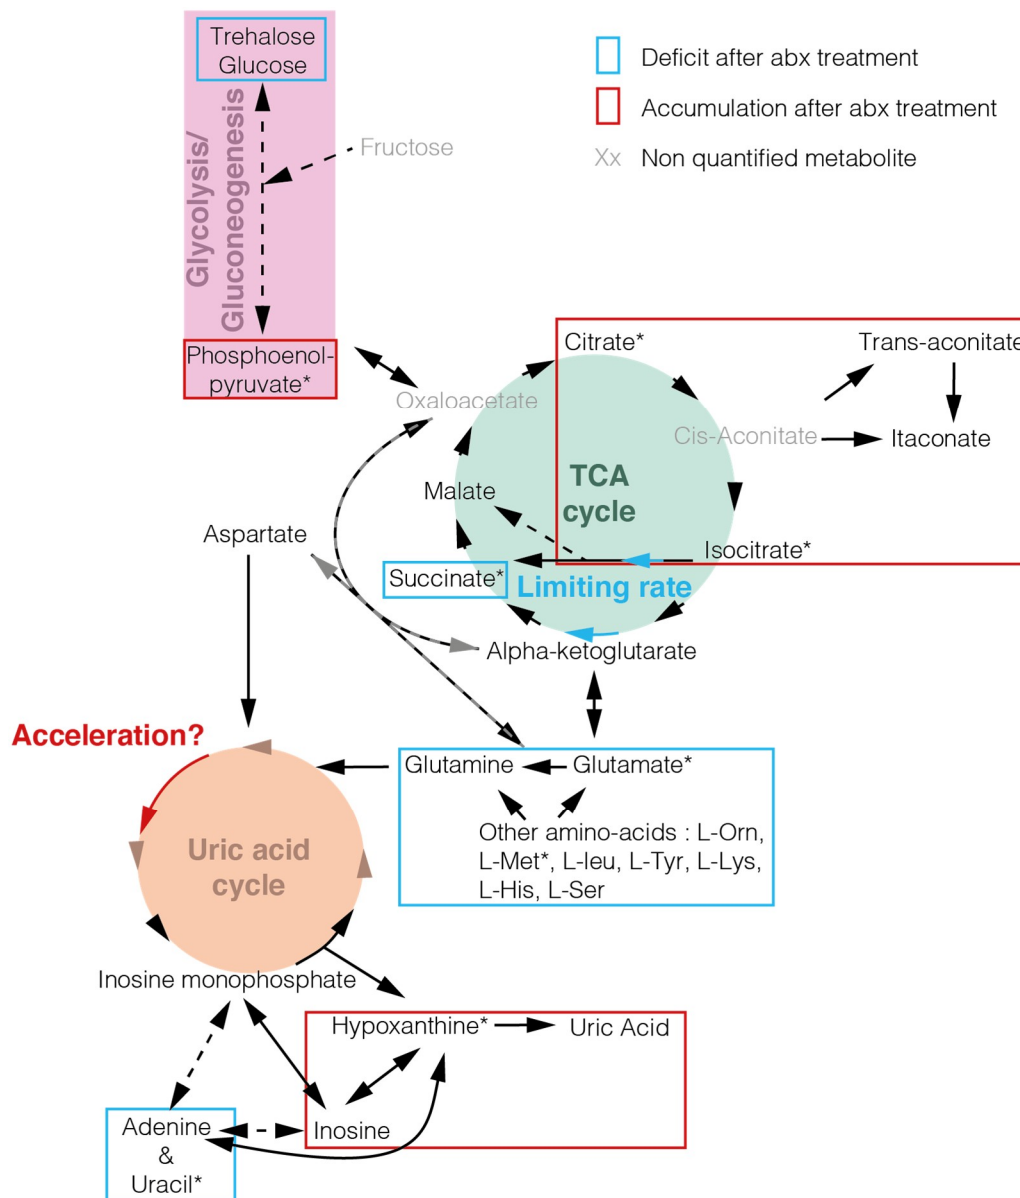 Trehalose
Glucose
Glycolysis/
Gluconeogenesis
Fructose
Phosphoenol-
pyruvate*
Deficit after abx treatment
Accumulation after abx treatment
Xx Non quantified metabolite
Citrate*
Trans-aconitate
Oxaloacetate
Cis-Aconitate
Itaconate
TCA
cycle
Malate
Aspartate
Isocitrate*
Succinate*
Limiting rate
Alpha-ketoglutarate
Acceleration?
Glutamine
Glutamate*
Other amino-acids : L-Orn,
L-Met*, L-leu, L-Tyr, L-Lys,
L-His, L-Ser
Uric acid
cycle
Inosine monophosphate
Hypoxanthine*
Uric Acid
Adenine
&
Uracil*
Inosine